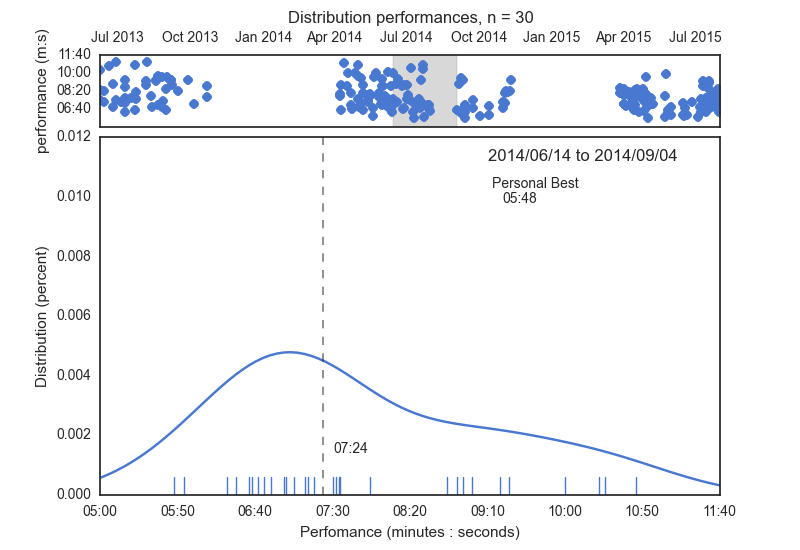 Distribution performances, n = 30
Jul 2013 Oct 2013 Jan 2014 Apr 2014 Jul 2014 Oct 2014 Jan 2015 Apr 2015 Jul 2015
performance (m:s)
11:40
10:00
08:20
06:40
Distribution (percent)
0.012
0.010
0.008
0.006
0.004
0.002
0.000
2014/06/14 to 2014/09/04
Personal Best
05:48
07:24
05:00 05:50 06:40 07:30 08:20 09:10 10:00 10:50 11:40
Perfomance (minutes : seconds)